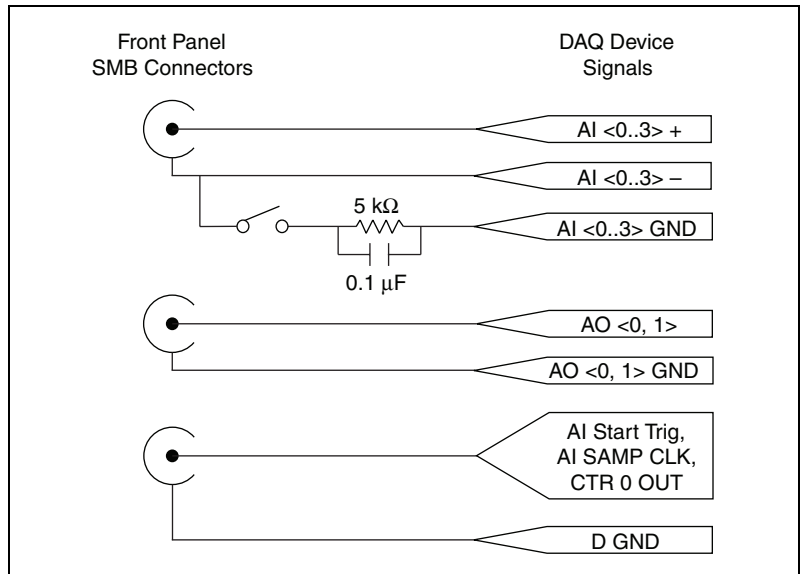 Front Panel
SMB Connectors
DAQ Device
Signals
AI <0..3> +
AI <0..3> –
5 kΩ
AI <0..3> GND
0.1 μF
AO <0, 1>
AO <0, 1> GND
AI Start Trig,
AI SAMP CLK,
CTR 0 OUT
D GND